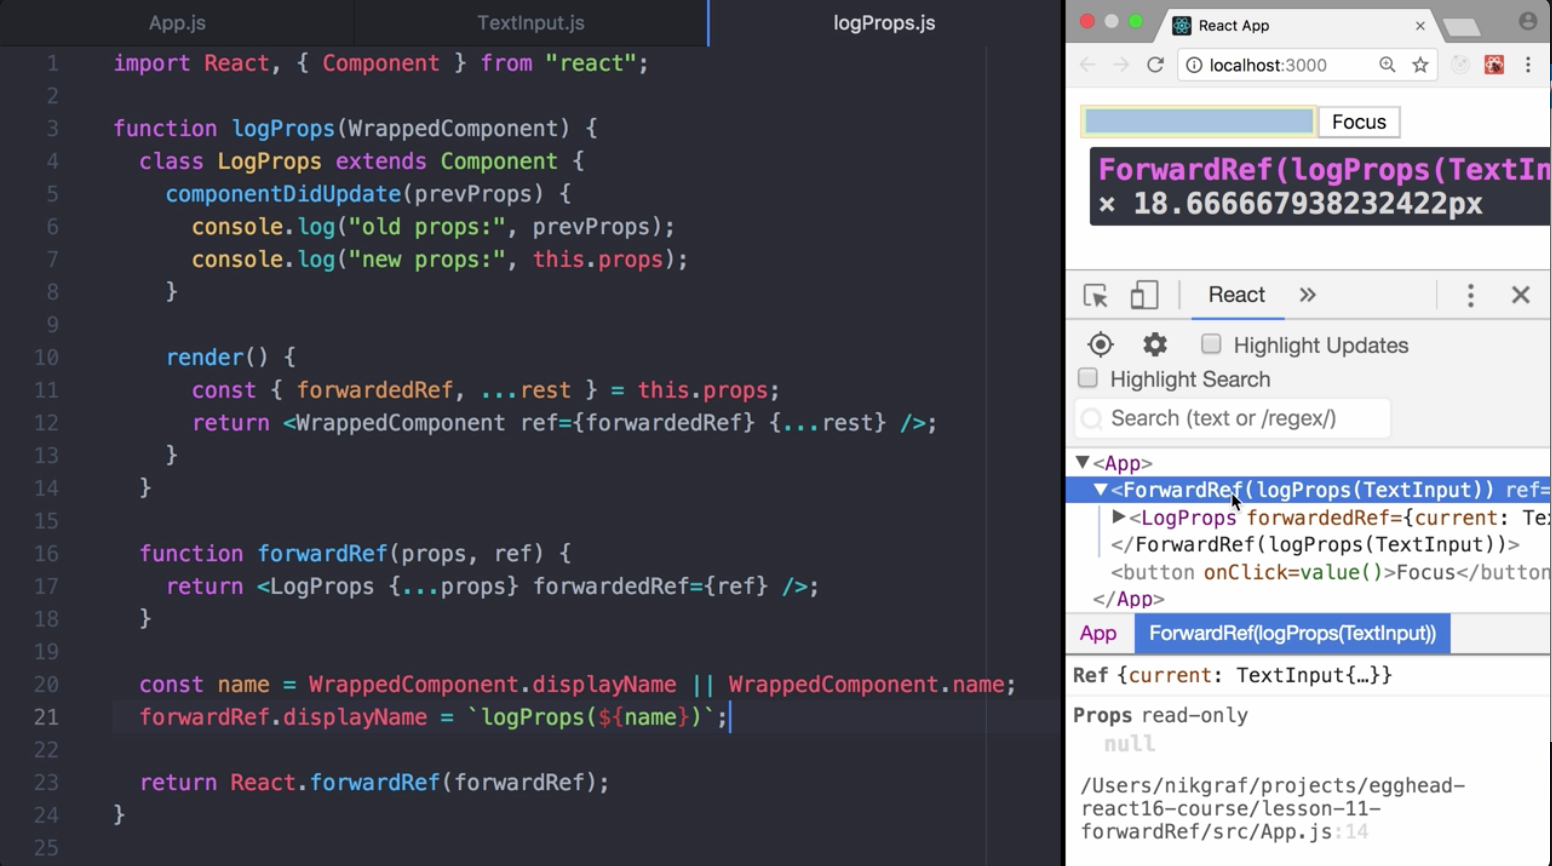 App.js
TextInput.js
logProps.js
1 import React, { Component } from "react";
2
3 function logProps(WrappedComponent) {
4 class LogProps extends Component {
5 componentDidUpdate(prevProps) {
6 console.log("old props:", prevProps);
7 console.log("new props:", this.props);
8 }
9
10 render() {
11 const { forwardedRef, ...rest } = this.props;
12 return <WrappedComponent ref={forwardedRef} {...rest} />;
13 }
14 }
15
16 function forwardRef(props, ref) {
17 return <LogProps {...props} forwardedRef={ref} />;
18 }
19
20 const name = WrappedComponent.displayName || WrappedComponent.name;
21 forwardRef.displayName = `logProps(${name})`;
22
23 return React.forwardRef(forwardRef);
24 }
25
React App
localhost:3000
Focus
ForwardRef(logProps(TextIn
× 18.666667938232422px
React
Highlight Updates
Highlight Search
Search (text or /regex/)
<App>
<ForwardRef(logProps(TextInput)) ref=
<LogProps forwardedRef={current: Te
</ForwardRef(logProps(TextInput))>
<button onClick=value()>Focus</button
</App>
App
ForwardRef(logProps(TextInput))
Ref {current: TextInput{…}}
Props read-only
null
/Users/nikgraf/projects/egghead-
react16-course/lesson-11-
forwardRef/src/App.js:14